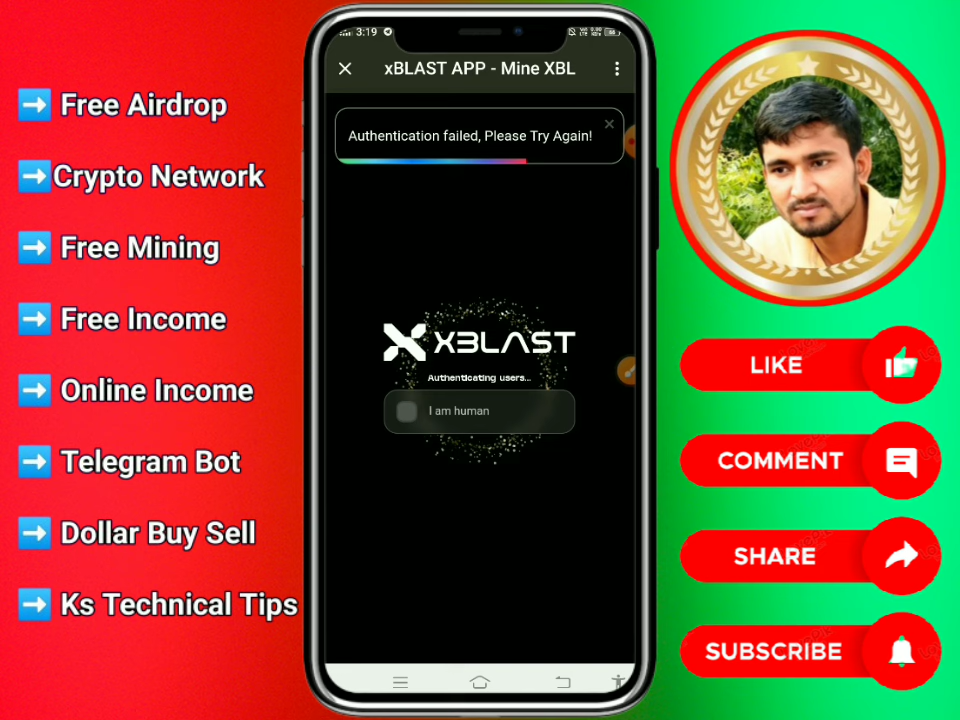 Free Airdrop
Crypto Network
Free Mining
Free Income
Online Income
Telegram Bot
Dollar Buy Sell
Ks Technical Tips
3:19
xBLAST APP - Mine XBL
Authentication failed, Please Try Again!
XBLAST
Authenticating users...
I am human
LIKE
COMMENT
SHARE
SUBSCRIBE